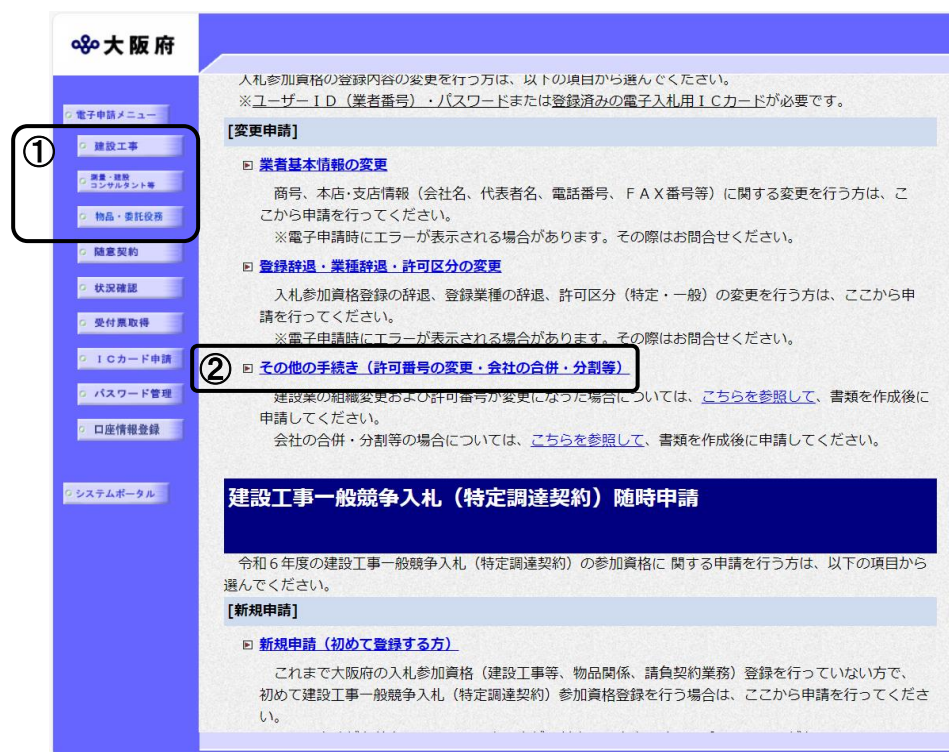 大阪府
電子申請メニュー
①
建設工事
測量・建設
コンサルタント等
物品・委託役務
随意契約
状況確認
受付票取得
ＩＣカード申請
パスワード管理
口座情報登録
システムポータル
入札参加資格の登録内容の変更を行う方は、以下の項目から選んでください。
※ユーザーＩＤ（業者番号）・パスワードまたは登録済みの電子入札用ＩＣカードが必要です。
[変更申請]
業者基本情報の変更
商号、本店・支店情報（会社名、代表者名、電話番号、ＦＡＸ番号等）に関する変更を行う方は、こ
こから申請を行ってください。
※電子申請時にエラーが表示される場合があります。その際はお問合せください。
登録辞退・業種辞退・許可区分の変更
入札参加資格登録の辞退、登録業種の辞退、許可区分（特定・一般）の変更を行う方は、ここから申
請を行ってください。
※電子申請時にエラーが表示される場合があります。その際はお問合せください。
②
その他の手続き（許可番号の変更・会社の合併・分割等）
建設業の組織変更および許可番号が変更になった場合については、こちらを参照して、書類を作成後に
申請してください。
会社の合併・分割等の場合については、こちらを参照して、書類を作成後に申請してください。
建設工事一般競争入札（特定調達契約）随時申請
令和６年度の建設工事一般競争入札（特定調達契約）の参加資格に 関する申請を行う方は、以下の項目から
選んでください。
[新規申請]
新規申請（初めて登録する方）
これまで大阪府の入札参加資格（建設工事等、物品関係、請負契約業務）登録を行っていない方で、
初めて建設工事一般競争入札（特定調達契約）参加資格登録を行う場合は、ここから申請を行ってくださ
い。